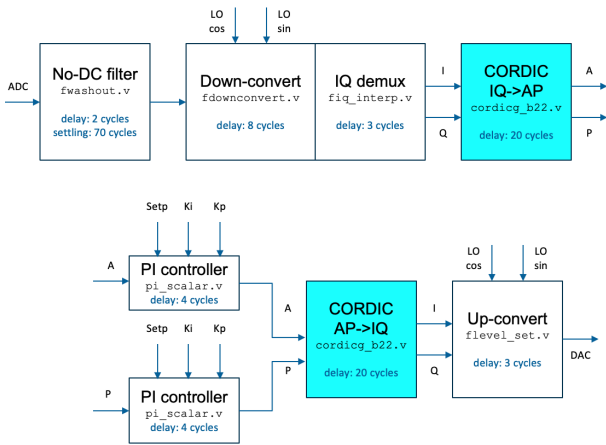 LO
cos
LO
sin
ADC
No-DC filter
fwashout.v
delay: 2 cycles
settling: 70 cycles
Down-convert
fdownconvert.v
delay: 8 cycles
IQ demux
fiq_interp.v
delay: 3 cycles
I
Q
CORDIC
IQ->AP
cordicg_b22.v
delay: 20 cycles
A
P
Setp
Ki
Kp
A
PI controller
pi_scalar.v
delay: 4 cycles
Setp
Ki
Kp
P
PI controller
pi_scalar.v
delay: 4 cycles
A
P
CORDIC
AP->IQ
cordicg_b22.v
delay: 20 cycles
I
Q
LO
cos
LO
sin
Up-convert
flevel_set.v
delay: 3 cycles
DAC